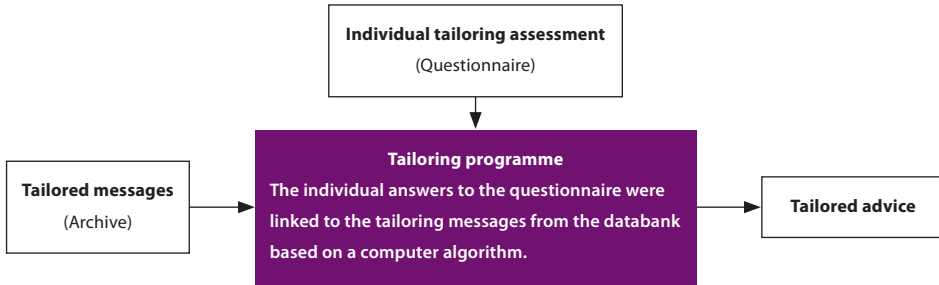 Individual tailoring assessment
(Questionnaire)
Tailored messages
(Archive)
Tailoring programme
The individual answers to the questionnaire were
linked to the tailoring messages from the databank
based on a computer algorithm.
Tailored advice